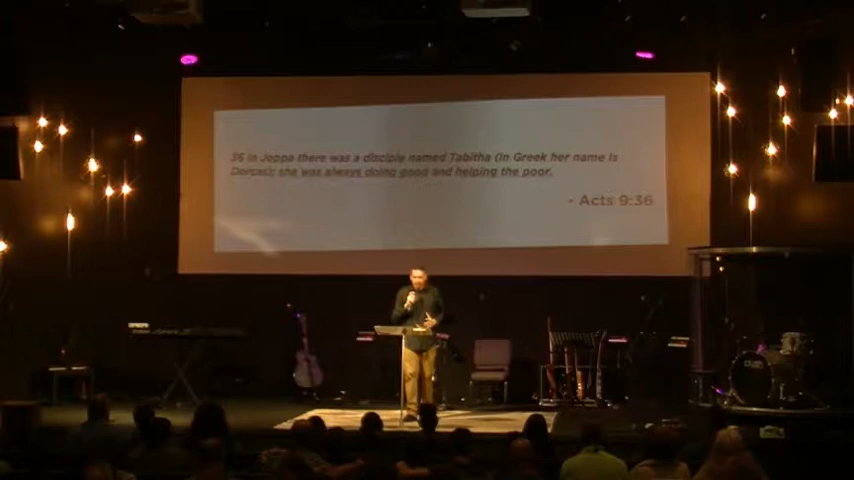 36 In Joppa there was a disciple named Tabitha (in Greek her name is
Dorcas); she was always doing good and helping the poor.
- Acts 9:36